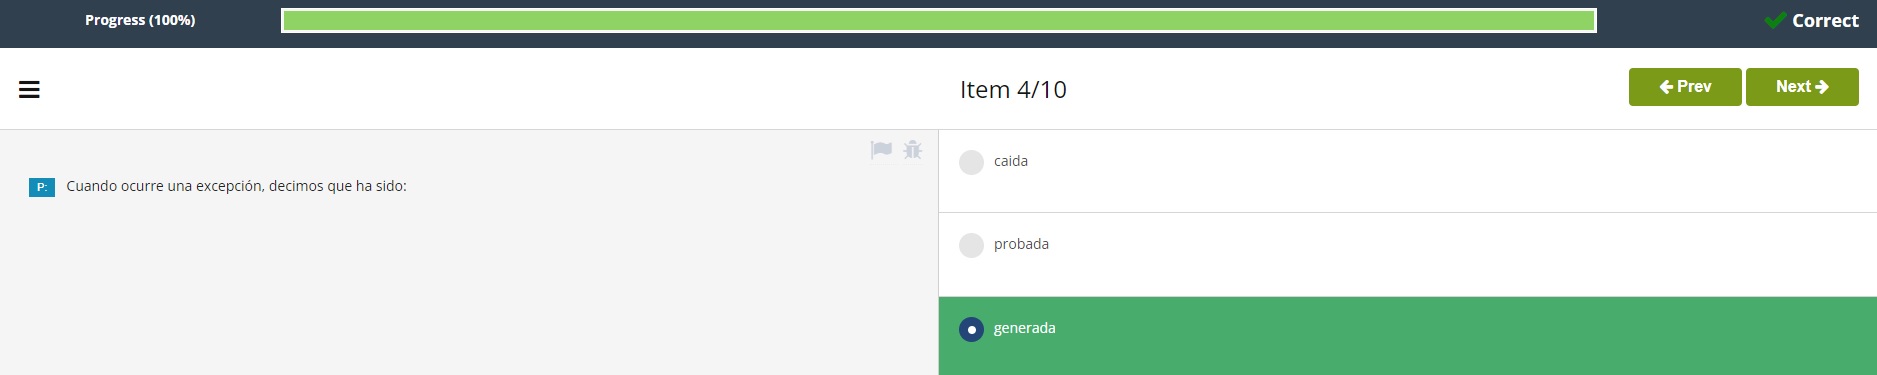 Progress (100%)
Correct
Item 4/10
Prev
Next
P:
Cuando ocurre una excepción, decimos que ha sido:
caida
probada
generada